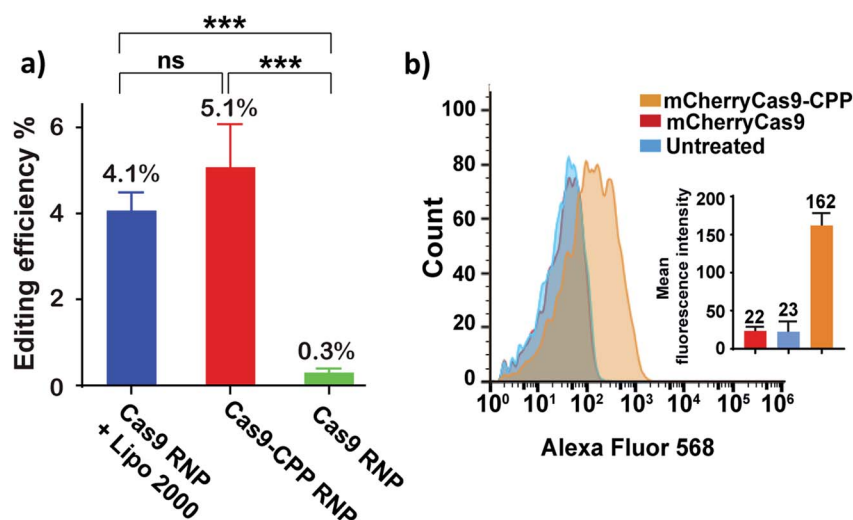 a)
***
ns
***
Editing efficiency %
6
4
2
0
4.1%
5.1%
0.3%
Cas9 RNP
+ Lipo 2000
Cas9-CPP RNP
Cas9 RNP
b)
mCherryCas9-CPP
mCherryCas9
Untreated
Count
100
80
60
40
20
0
10⁰
10¹
10²
10³
10⁴
10⁵
10⁶
Alexa Fluor 568
Mean
fluorescence intensity
200
150
100
50
0
22
23
162